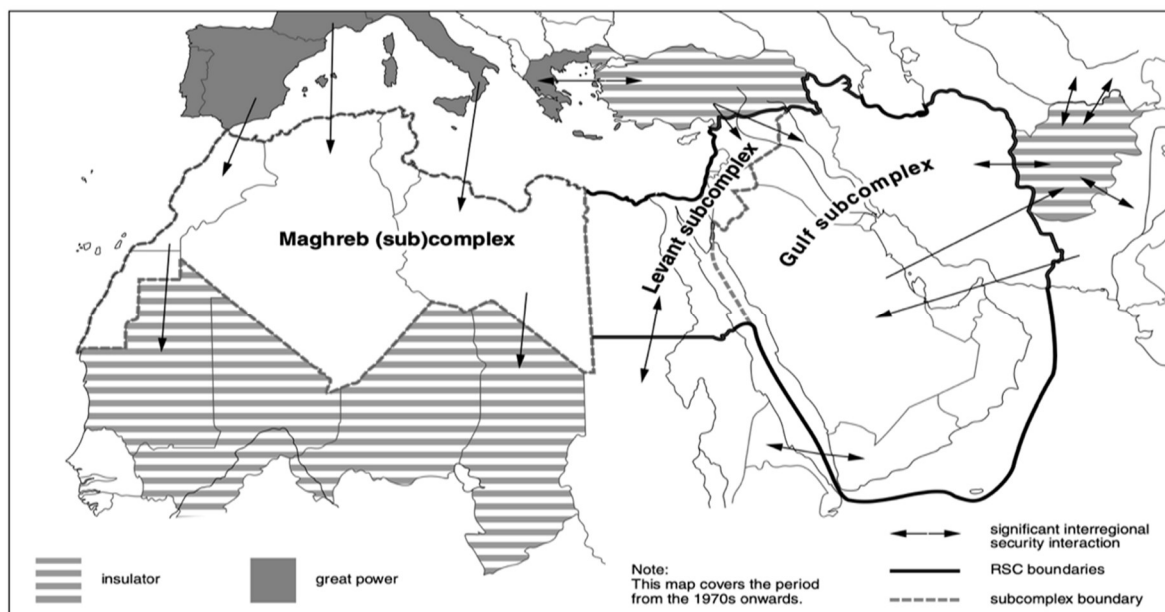 Maghreb (sub)complex
Levant subcomplex
Gulf subcomplex
insulator
great power
Note:
This map covers the period
from the 1970s onwards.
significant interregional
security interaction
RSC boundaries
subcomplex boundary